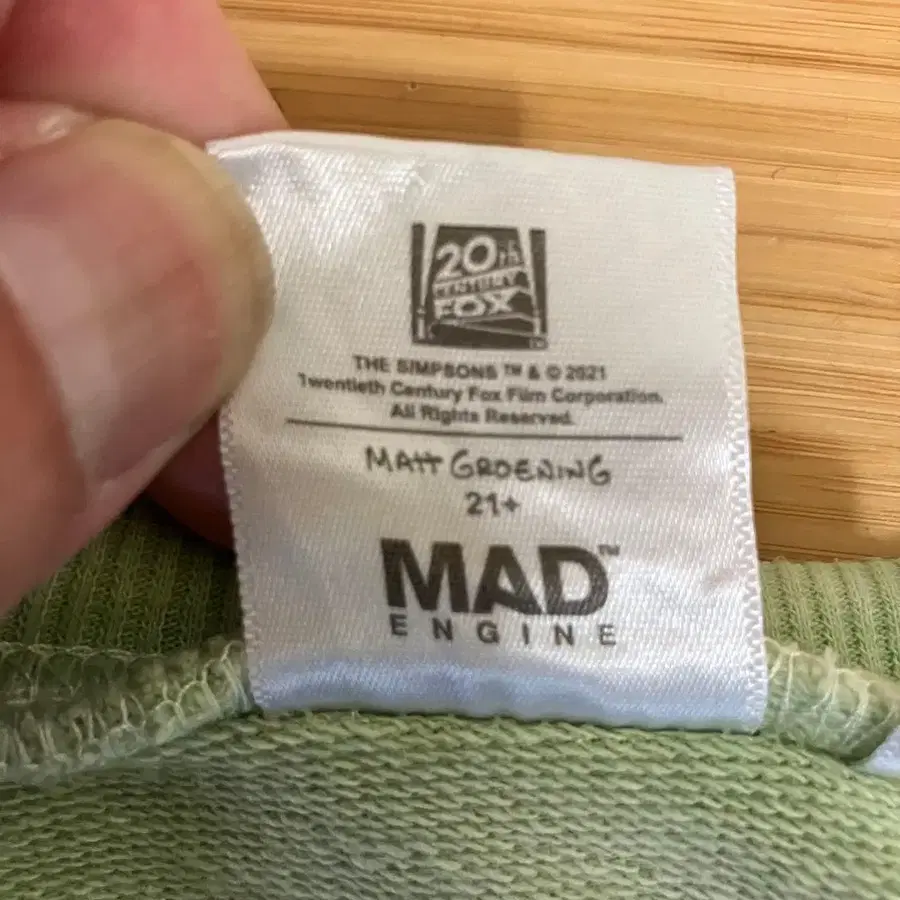 20th
CENTURY
FOX
TM
THE SIMPSONS ™ & © 2021
Twentieth Century Fox Film Corporation.
All Rights Reserved.
MATT GROENING
21+
MAD™
ENGINE